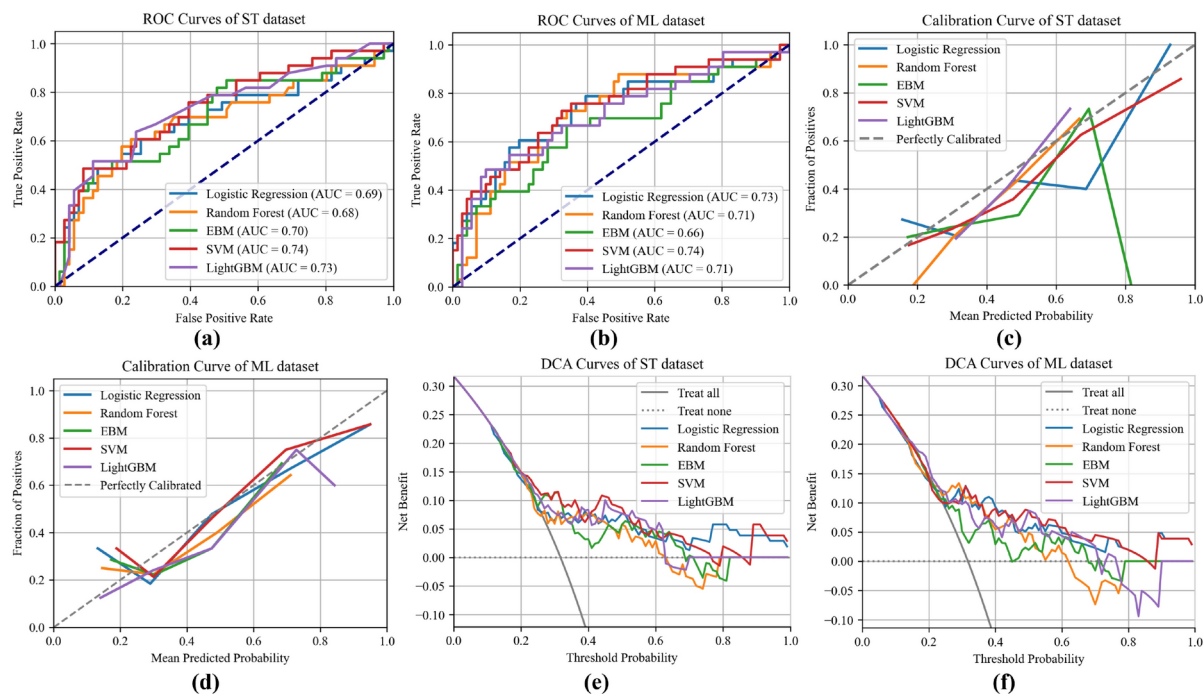 ROC Curves of ST dataset
1.0
0.8
0.6
0.4
0.2
0.0
True Positive Rate
Logistic Regression (AUC = 0.69)
Random Forest (AUC = 0.68)
EBM (AUC = 0.70)
SVM (AUC = 0.74)
LightGBM (AUC = 0.73)
0.0 0.2 0.4 0.6 0.8 1.0
False Positive Rate
(a)
ROC Curves of ML dataset
1.0
0.8
0.6
0.4
0.2
0.0
True Positive Rate
Logistic Regression (AUC = 0.73)
Random Forest (AUC = 0.71)
EBM (AUC = 0.66)
SVM (AUC = 0.74)
LightGBM (AUC = 0.71)
0.0 0.2 0.4 0.6 0.8 1.0
False Positive Rate
(b)
Calibration Curve of ST dataset
1.0
0.8
0.6
0.4
0.2
0.0
Fraction of Positives
Logistic Regression
Random Forest
EBM
SVM
LightGBM
Perfectly Calibrated
0.0 0.2 0.4 0.6 0.8 1.0
Mean Predicted Probability
(c)
Calibration Curve of ML dataset
1.0
0.8
0.6
0.4
0.2
0.0
Fraction of Positives
Logistic Regression
Random Forest
EBM
SVM
LightGBM
Perfectly Calibrated
0.0 0.2 0.4 0.6 0.8 1.0
Mean Predicted Probability
(d)
DCA Curves of ST dataset
0.30
0.25
0.20
0.15
0.10
0.05
0.00
−0.05
−0.10
Net Benefit
Treat all
Treat none
Logistic Regression
Random Forest
EBM
SVM
LightGBM
0.0 0.2 0.4 0.6 0.8 1.0
Threshold Probability
(e)
DCA Curves of ML dataset
0.30
0.25
0.20
0.15
0.10
0.05
0.00
−0.05
−0.10
Net Benefit
Treat all
Treat none
Logistic Regression
Random Forest
EBM
SVM
LightGBM
0.0 0.2 0.4 0.6 0.8 1.0
Threshold Probability
(f)